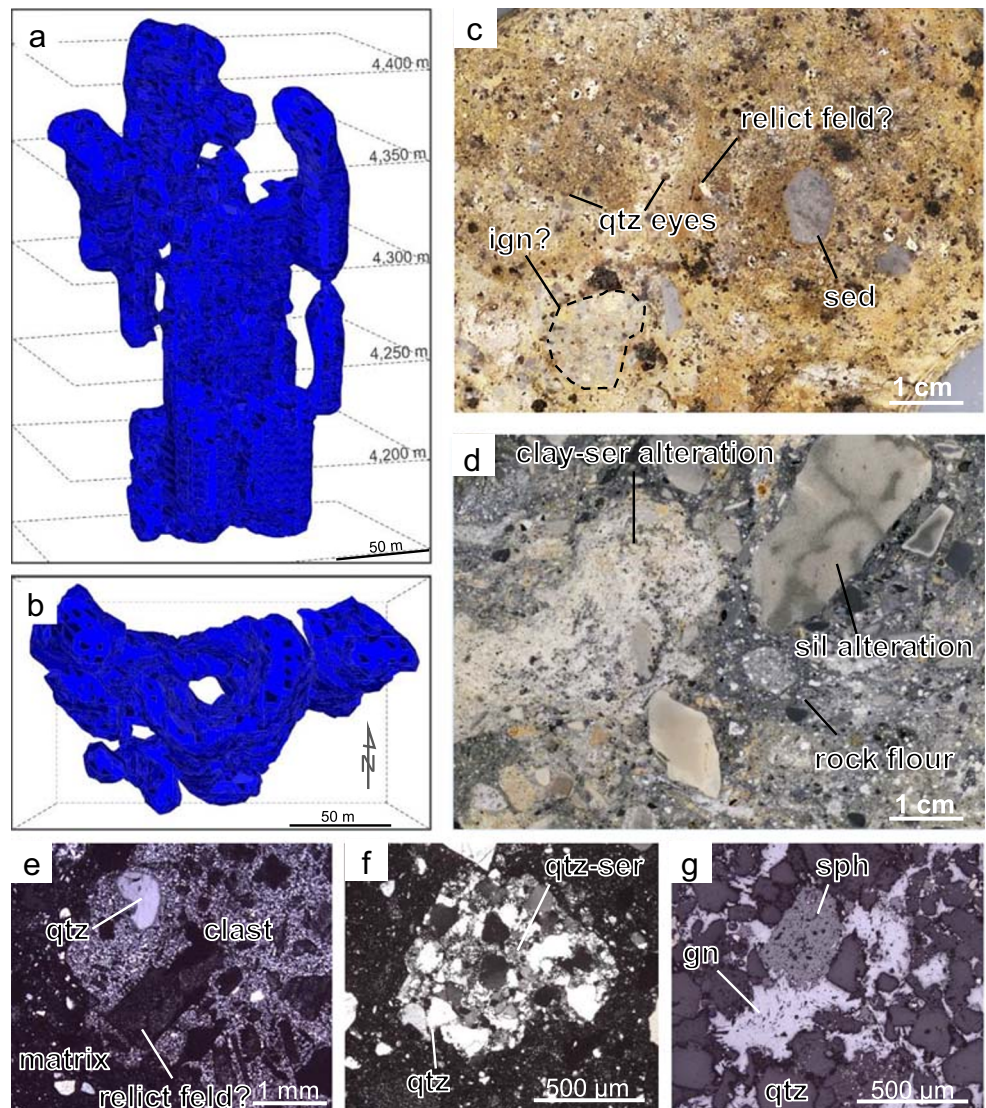 a
4,400 m
4,350 m
4,300 m
4,250 m
4,200 m
50 m
b
N
50 m
c
relict feld?
qtz eyes
ign?
sed
1 cm
d
clay-ser alteration
sil alteration
rock flour
1 cm
e
qtz
clast
matrix
relict feld?
1 mm
f
qtz-ser
qtz
500 µm
g
sph
gn
qtz
500 µm